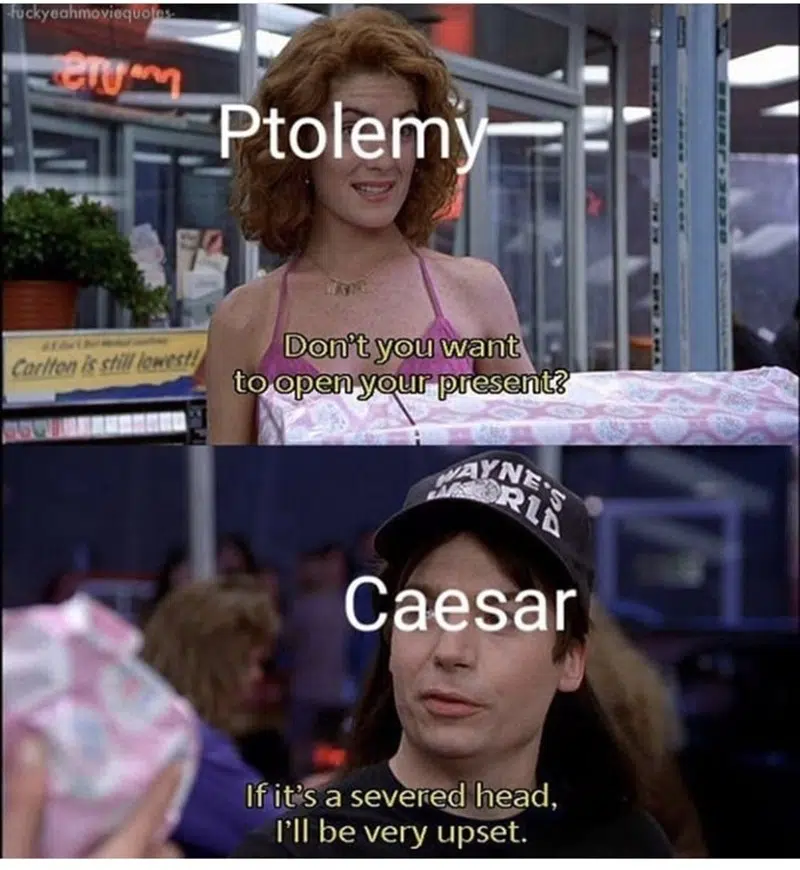 -fuckyeahmoviequotes-
Ptolemy
Don't you want
to open your present?
Carlton is still lowest!
WAYNE'S
WORLD
Caesar
If it's a severed head,
I'll be very upset.